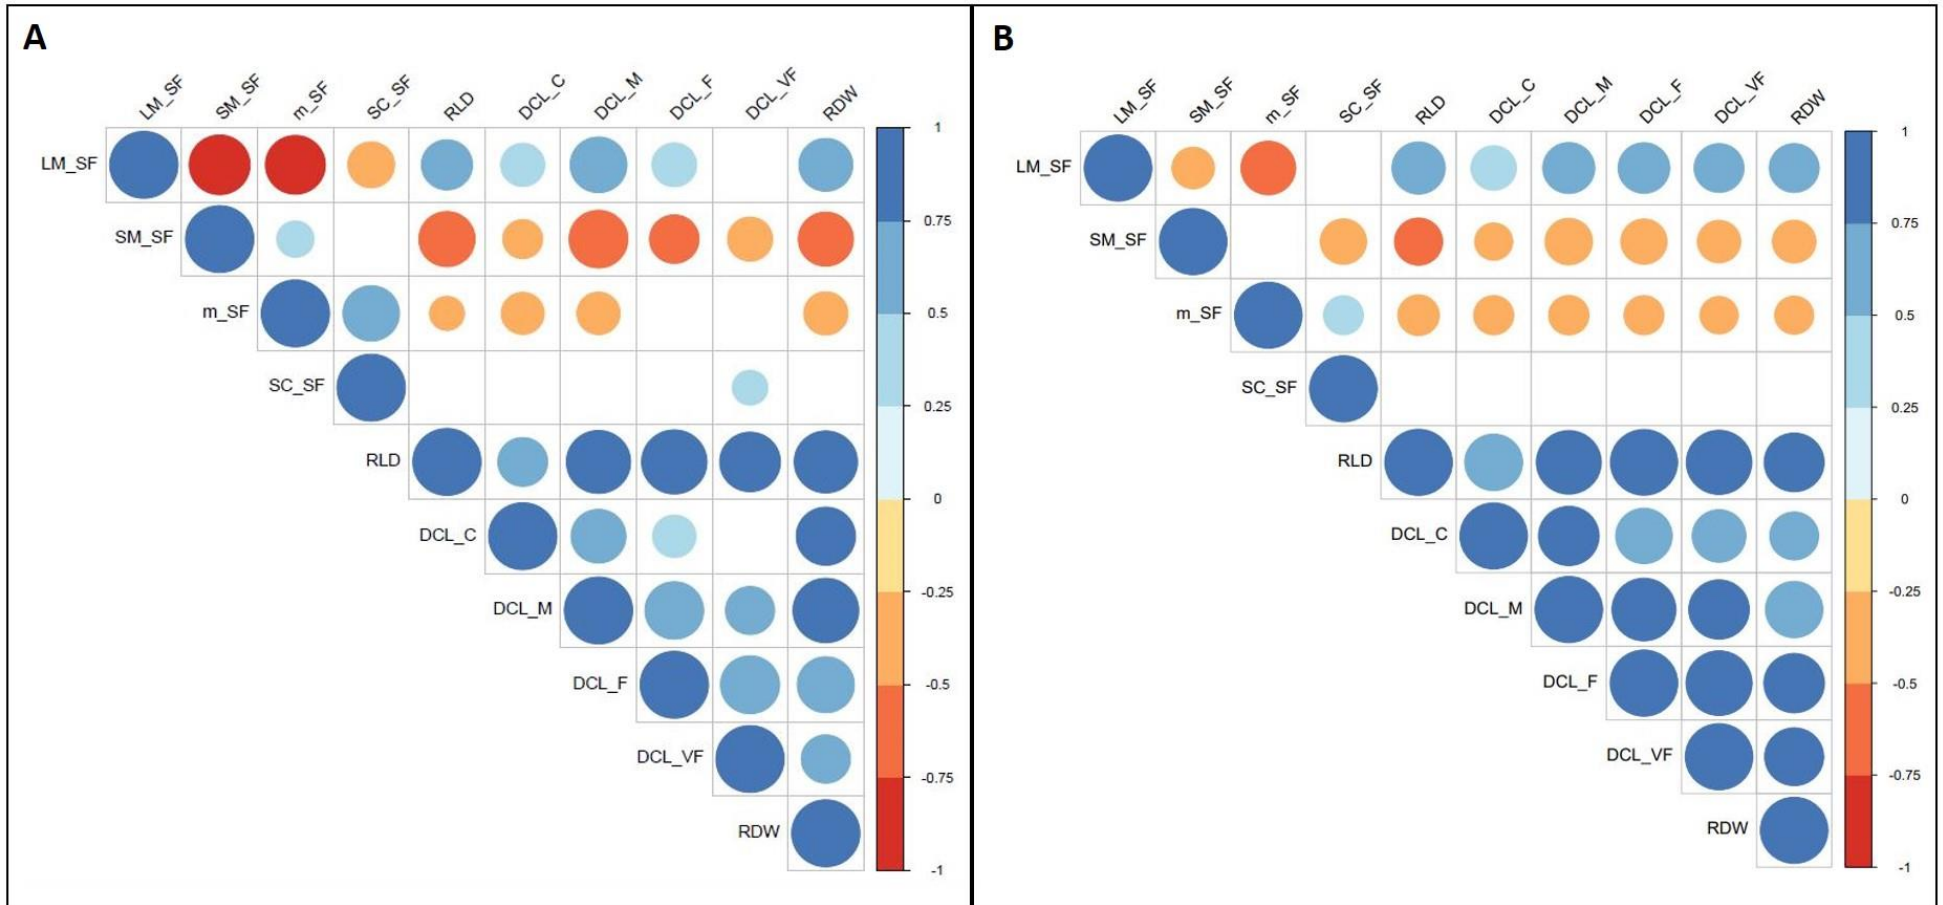 A
LM_SF SM_SF m_SF SC_SF RLD DCL_C DCL_M DCL_F DCL_VF RDW
LM_SF
SM_SF
m_SF
SC_SF
RLD
DCL_C
DCL_M
DCL_F
DCL_VF
RDW
1
0.75
0.5
0.25
0
-0.25
-0.5
-0.75
-1
B
LM_SF SM_SF m_SF SC_SF RLD DCL_C DCL_M DCL_F DCL_VF RDW
LM_SF
SM_SF
m_SF
SC_SF
RLD
DCL_C
DCL_M
DCL_F
DCL_VF
RDW
1
0.75
0.5
0.25
0
-0.25
-0.5
-0.75
-1